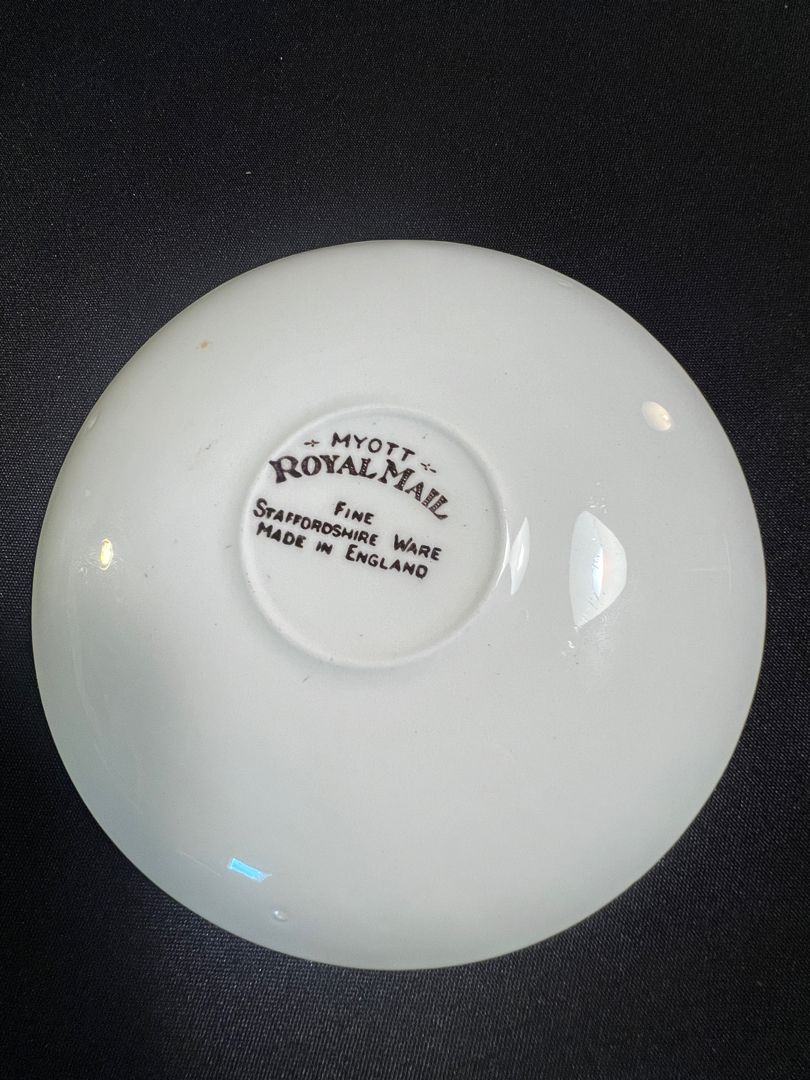 MYOTT
ROYAL MAIL
FINE
STAFFORDSHIRE WARE
MADE IN ENGLAND